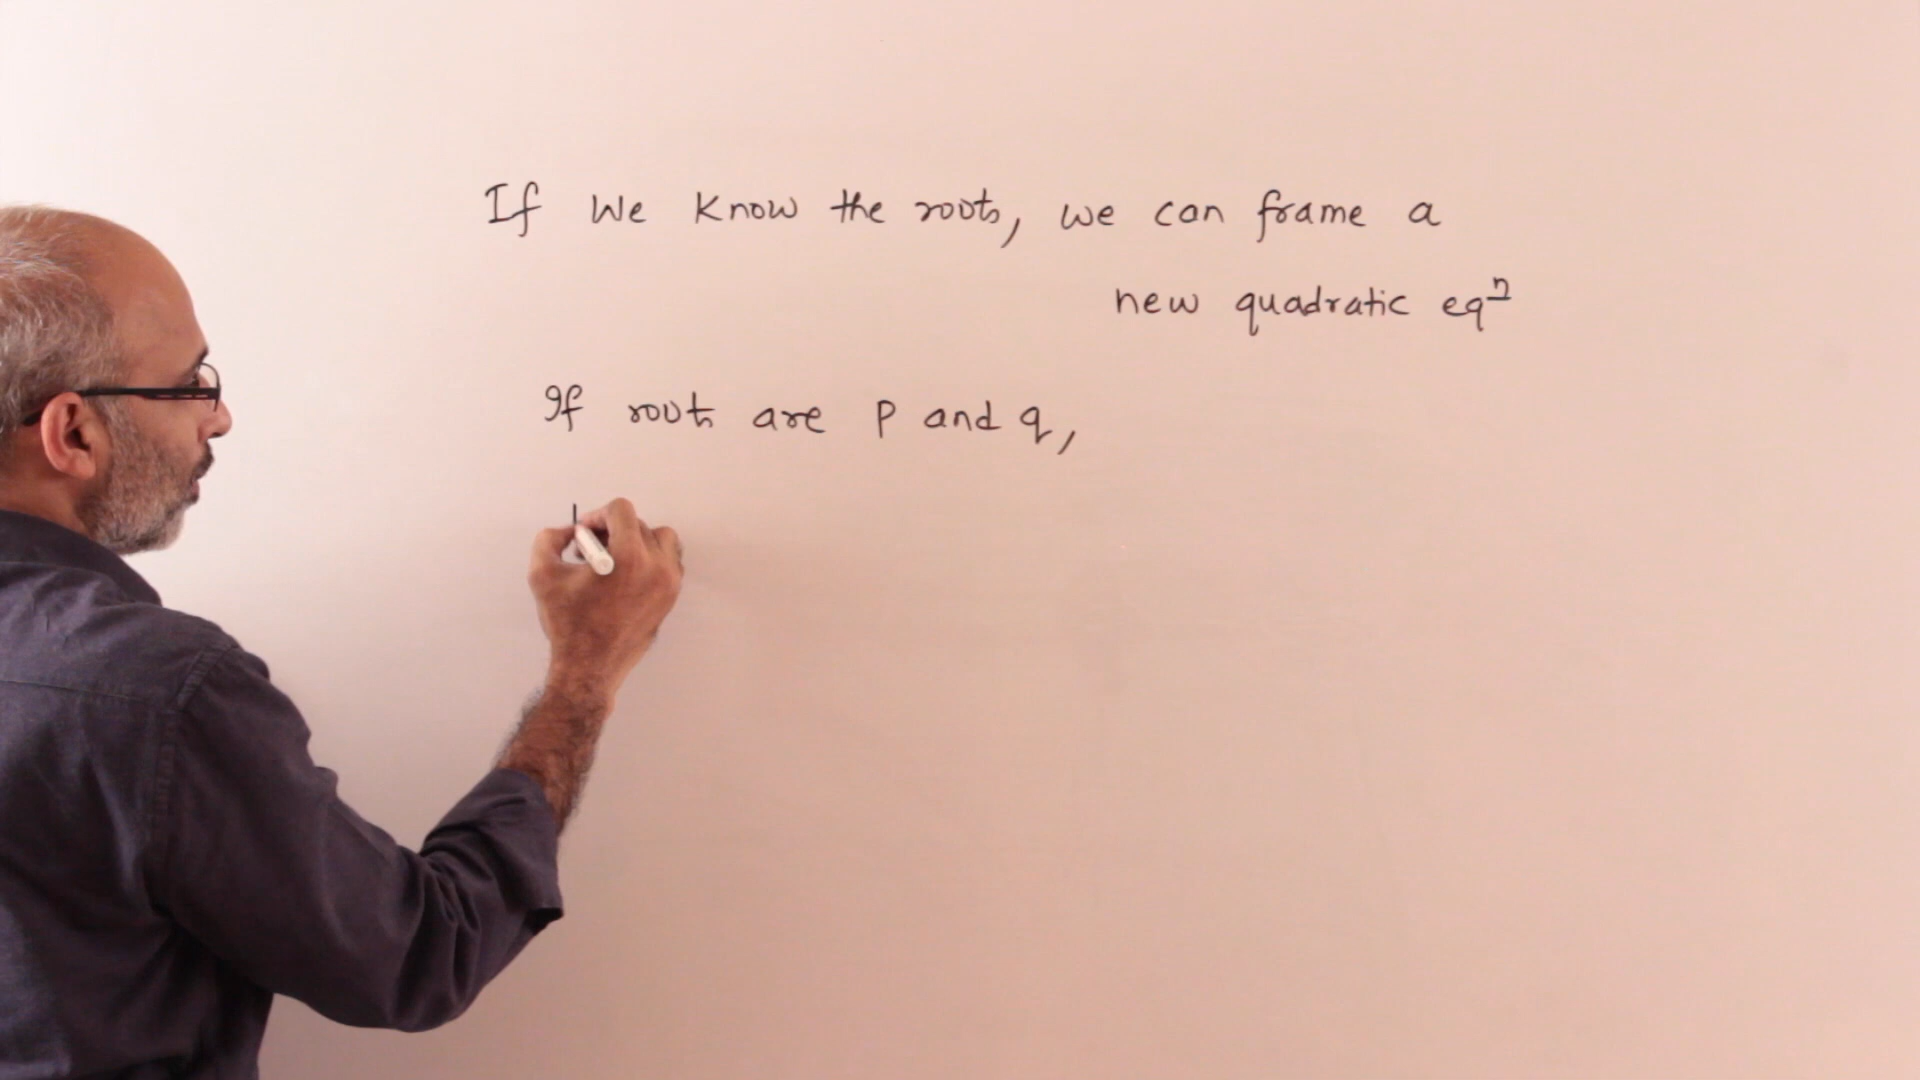 If we know the roots, we can frame a
new quadratic eqⁿ
If roots are p and q,